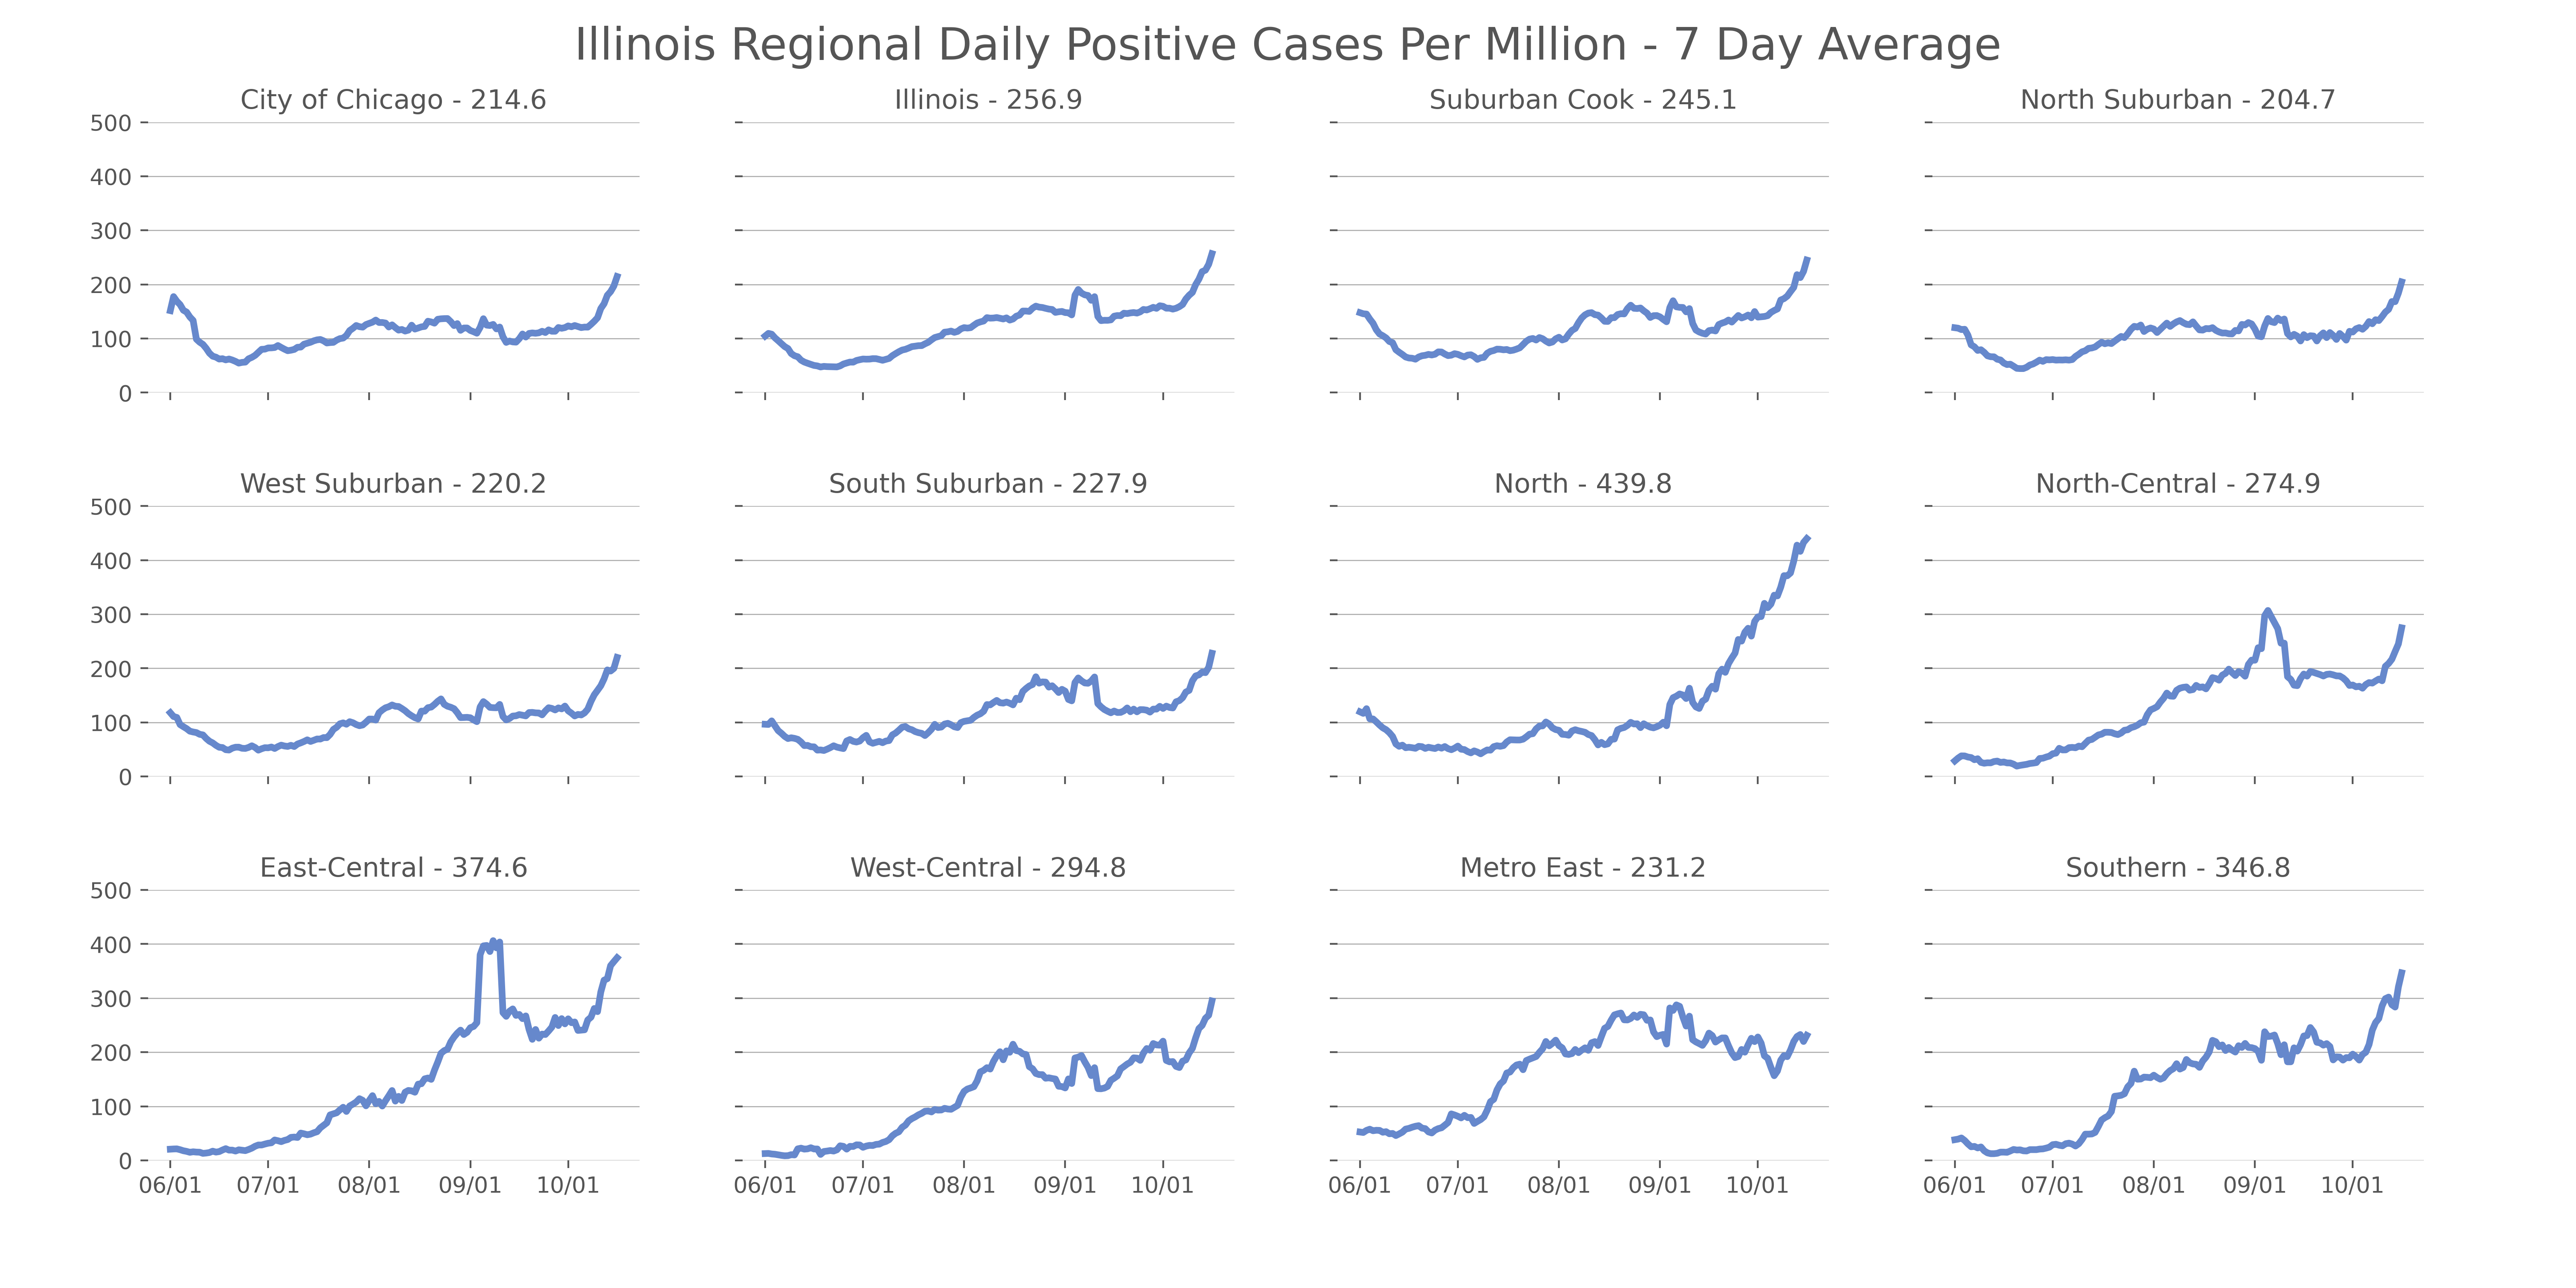 Illinois Regional Daily Positive Cases Per Million - 7 Day Average
City of Chicago - 214.6
Illinois - 256.9
Suburban Cook - 245.1
North Suburban - 204.7
500
400
300
200
100
0
West Suburban - 220.2
South Suburban - 227.9
North - 439.8
North-Central - 274.9
500
400
300
200
100
0
East-Central - 374.6
West-Central - 294.8
Metro East - 231.2
Southern - 346.8
500
400
300
200
100
0
06/01 07/01 08/01 09/01 10/01
06/01 07/01 08/01 09/01 10/01
06/01 07/01 08/01 09/01 10/01
06/01 07/01 08/01 09/01 10/01